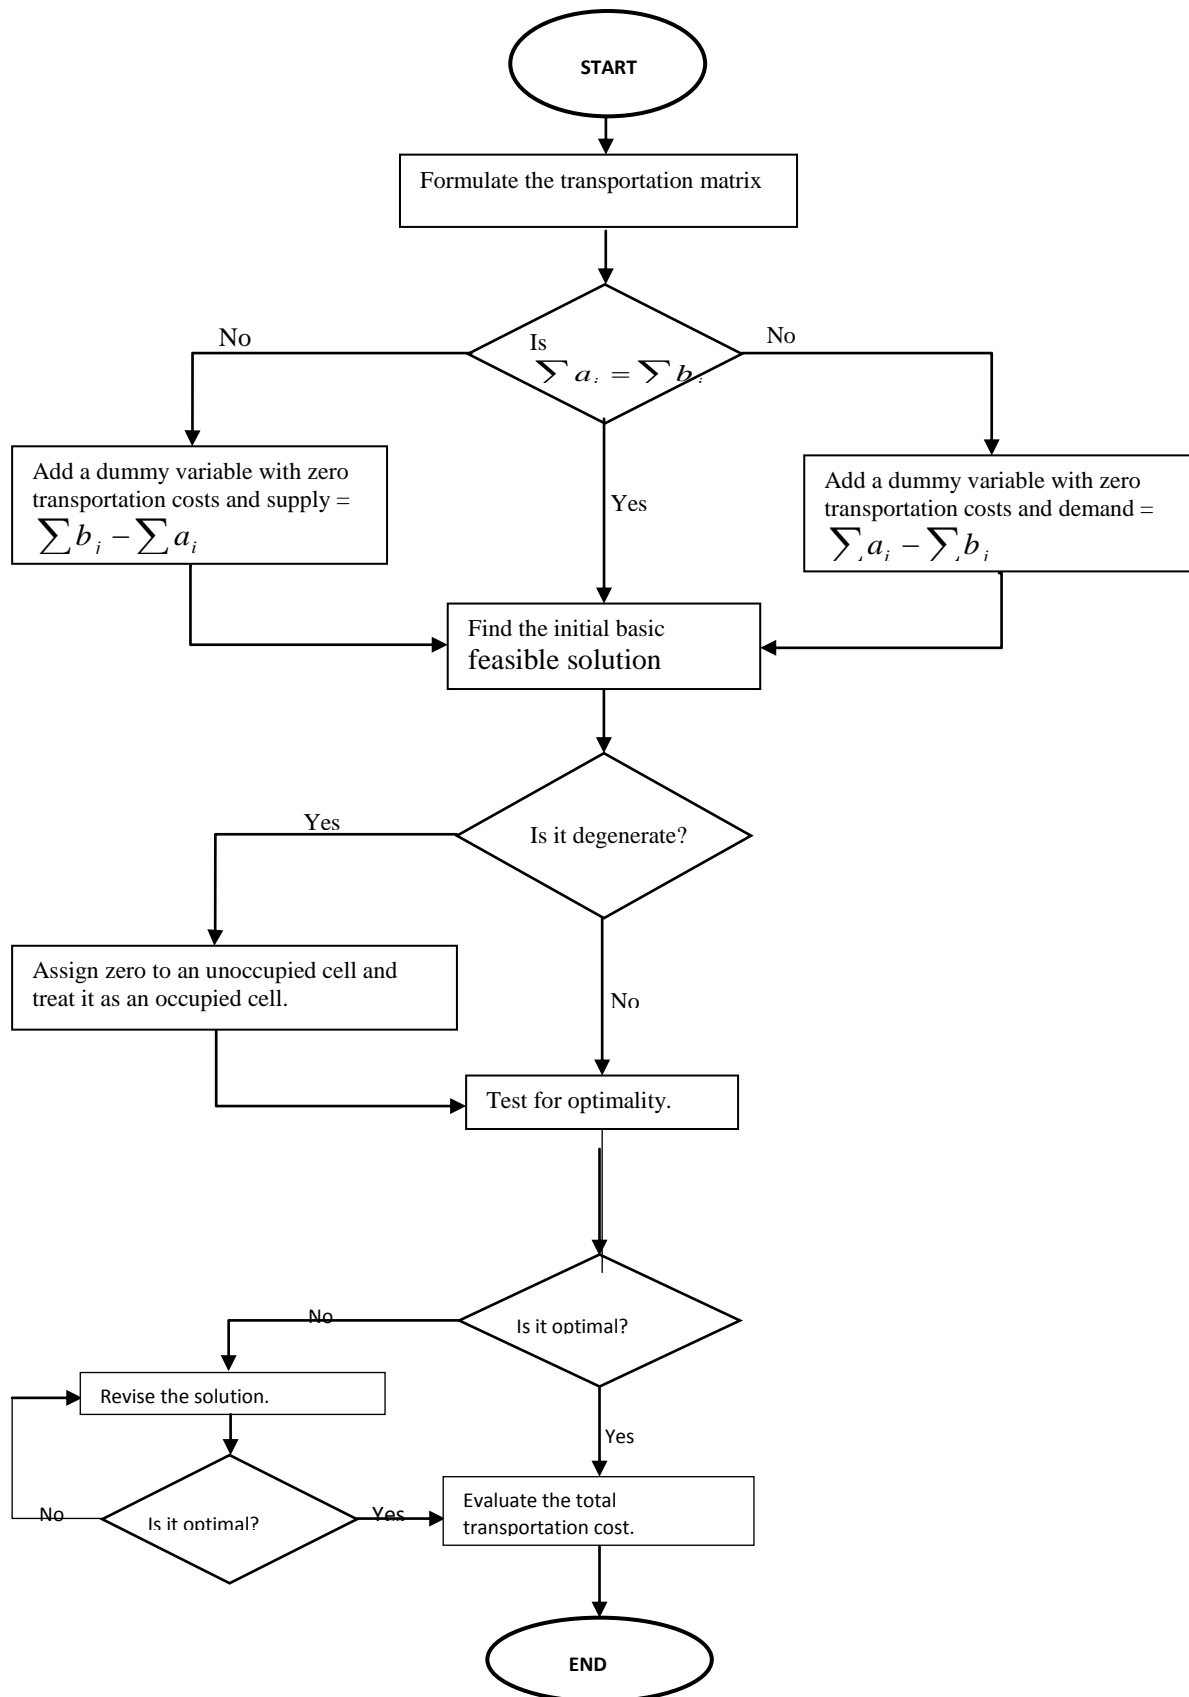 START
Formulate the transportation matrix
No
Is
No
∑ a_i = ∑ b_j
Add a dummy variable with zero
transportation costs and supply =
∑ b_j − ∑ a_i
Yes
Add a dummy variable with zero
transportation costs and demand =
∑ a_i − ∑ b_j
Find the initial basic
feasible solution
Yes
Is it degenerate?
Assign zero to an unoccupied cell and
treat it as an occupied cell.
No
Test for optimality.
No
Is it optimal?
Revise the solution.
Yes
No
Is it optimal?
Yes
Evaluate the total
transportation cost.
END